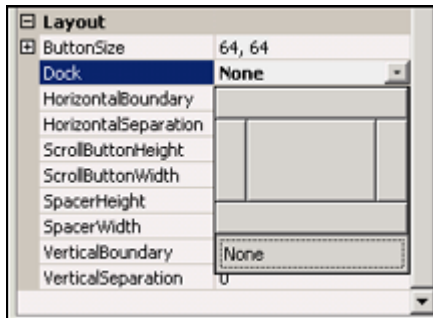 Layout
ButtonSize 64, 64
Dock None
HorizontalBoundary
HorizontalSeparation
ScrollButtonHeight
ScrollButtonWidth
SpacerHeight
SpacerWidth
VerticalBoundary None
VerticalSeparation 0